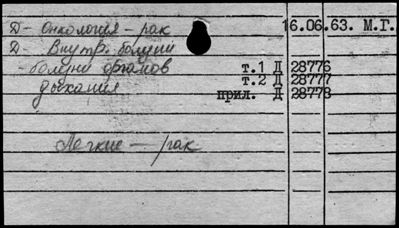 Д- Онкология - рак 16.06.63. М.Г.
Д. Внутр. болезни
- болезни органов т.1 Д 28776
дыхания т.2 Д 28777
прил. Д 28778
Легкие - рак